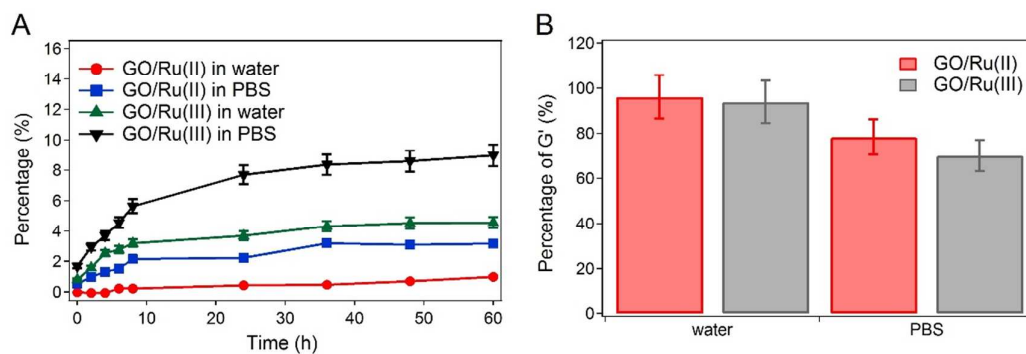 A
Percentage (%)
16
14
12
10
8
6
4
2
0
GO/Ru(II) in water
GO/Ru(II) in PBS
GO/Ru(III) in water
GO/Ru(III) in PBS
0 10 20 30 40 50 60
Time (h)
B
Percentage of G' (%)
120
100
80
60
40
20
0
GO/Ru(II)
GO/Ru(III)
water PBS